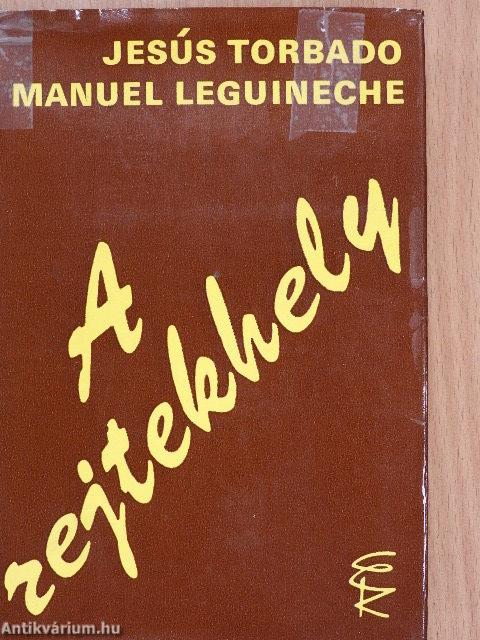 JESÚS TORBADO
MANUEL LEGUINECHE
A
rejtekhely
Antikvárium.hu